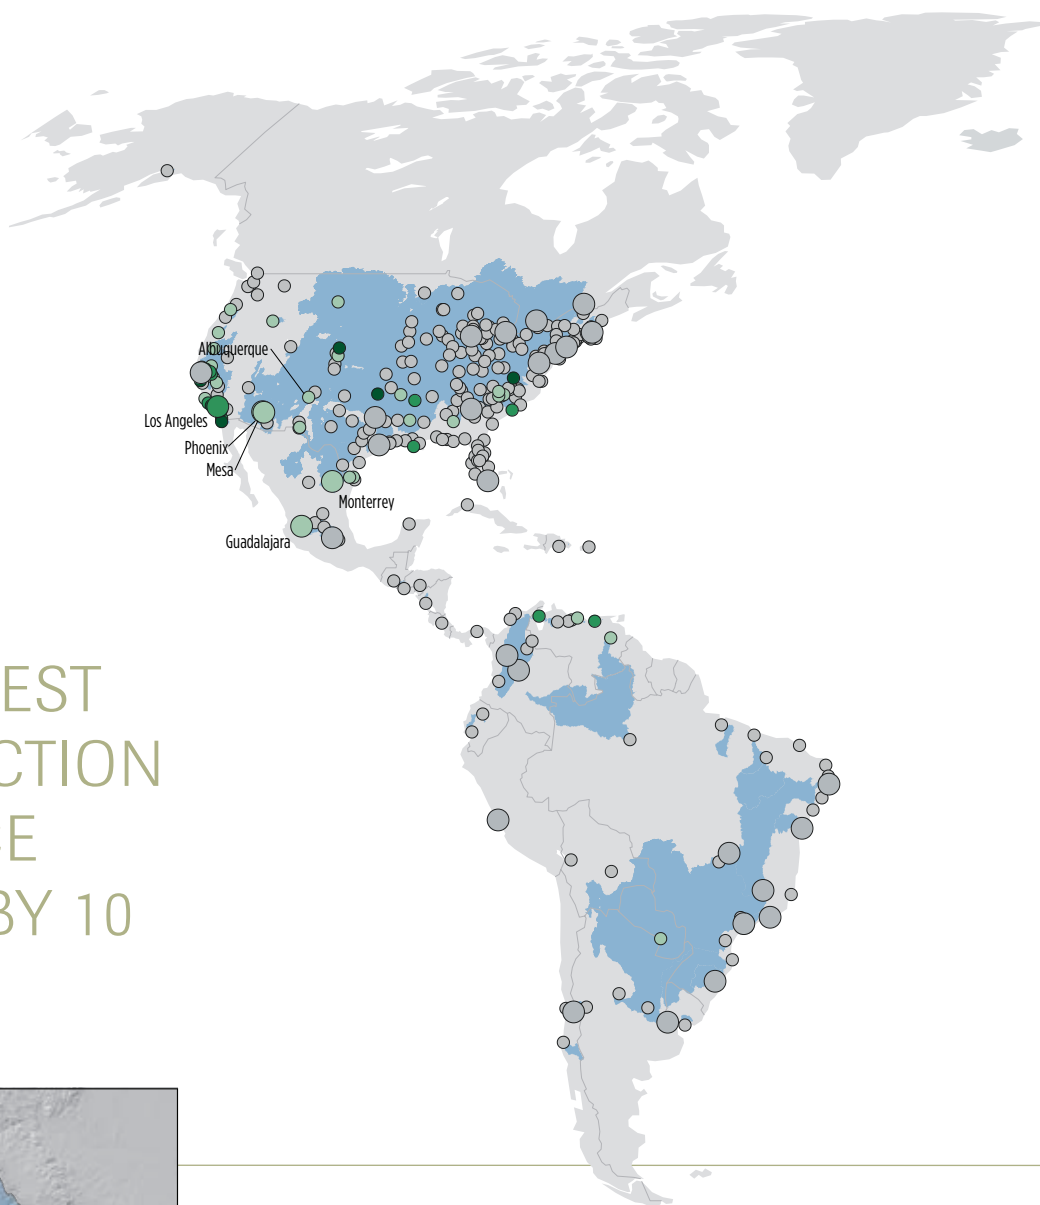 Albuquerque
Los Angeles
Phoenix
Mesa
Monterrey
Guadalajara
EST
CTION
BY 10